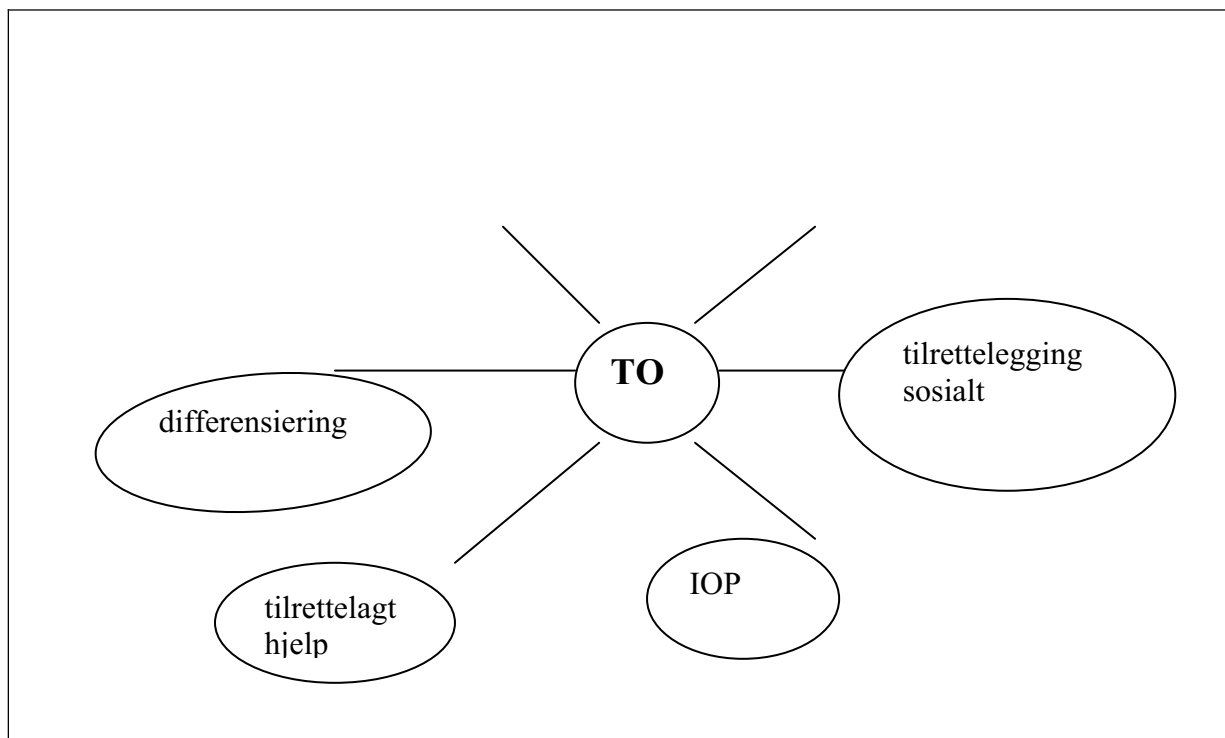 TO
tilrettelegging
sosialt
differensiering
IOP
tilrettelagt
hjelp